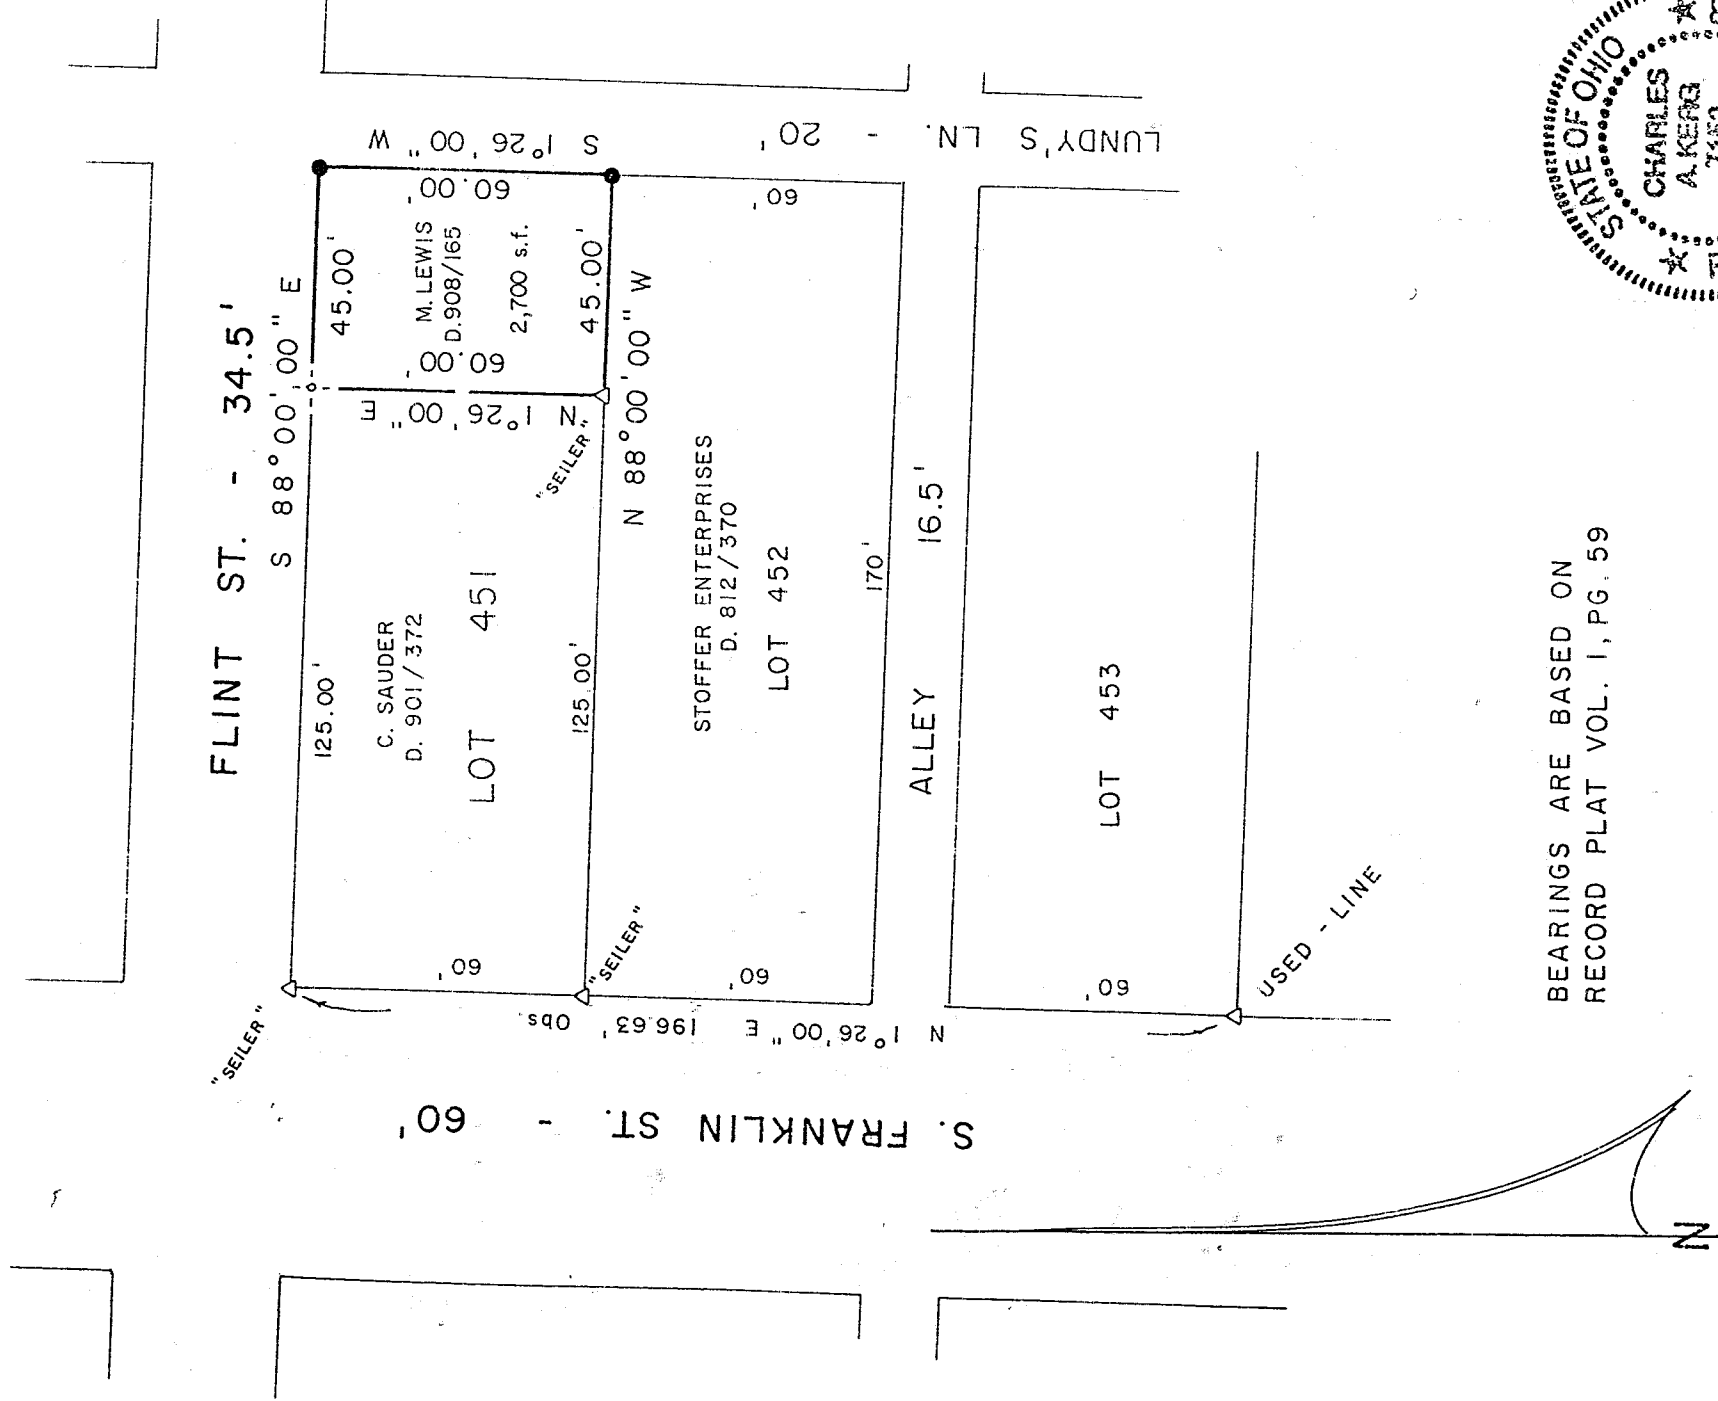 FLINT ST. - 34.5'
S 88°00'00" E
45.00'
125.00'
S 1°26'00" W
60.00'
M. LEWIS
D.908/165
2,700 s.f.
60.00'
N 1°26'00" E
45.00'
N 88°00'00" W
"SEILER"
C. SAUDER
D. 901/372
LOT 451
125.00'
60'
"SEILER"
"SEILER"
LUNDY'S LN. - 20'
60'
STOFFER ENTERPRISES
D. 812/370
LOT 452
170'
60'
ALLEY 16.5'
LOT 453
60'
N 1°26'00" E 196.63' Obs.
USED - LINE
S. FRANKLIN ST. - 60'
BEARINGS ARE BASED ON
RECORD PLAT VOL. 1, PG. 59
N
STATE OF OHIO
CHARLES
A. KERG